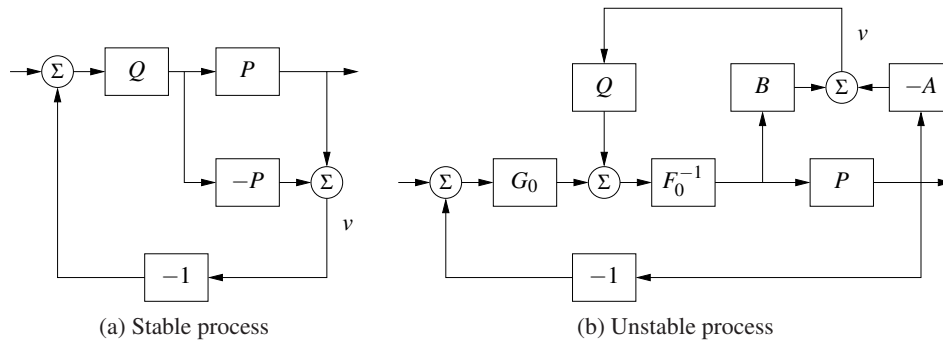 Σ
Q
P
−P
Σ
v
−1
(a) Stable process
v
Q
B
Σ
−A
Σ
G₀
Σ
F₀⁻¹
P
−1
(b) Unstable process